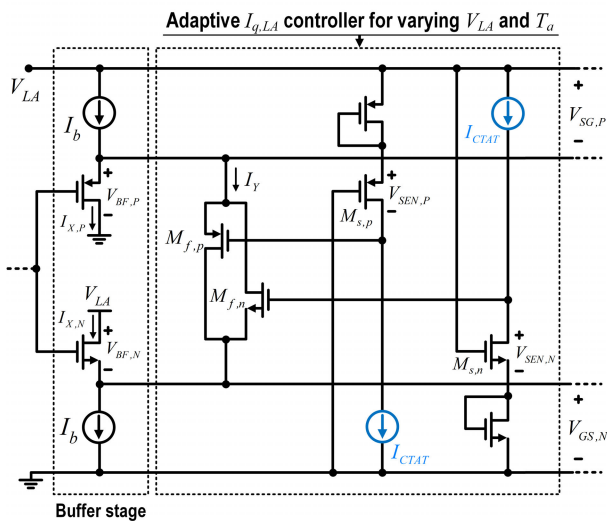 Adaptive I_{q,LA} controller for varying V_{LA} and T_a
V_{LA}
I_b
I_{CTAT}
+
V_{SG,P}
−
I_Y
+
V_{BF,P}
−
I_{X,P}
+
V_{SEN,P}
−
M_{s,p}
M_{f,p}
M_{f,n}
V_{LA}
I_{X,N}
+
V_{BF,N}
−
M_{s,n}
+
V_{SEN,N}
−
I_b
I_{CTAT}
+
V_{GS,N}
−
Buffer stage